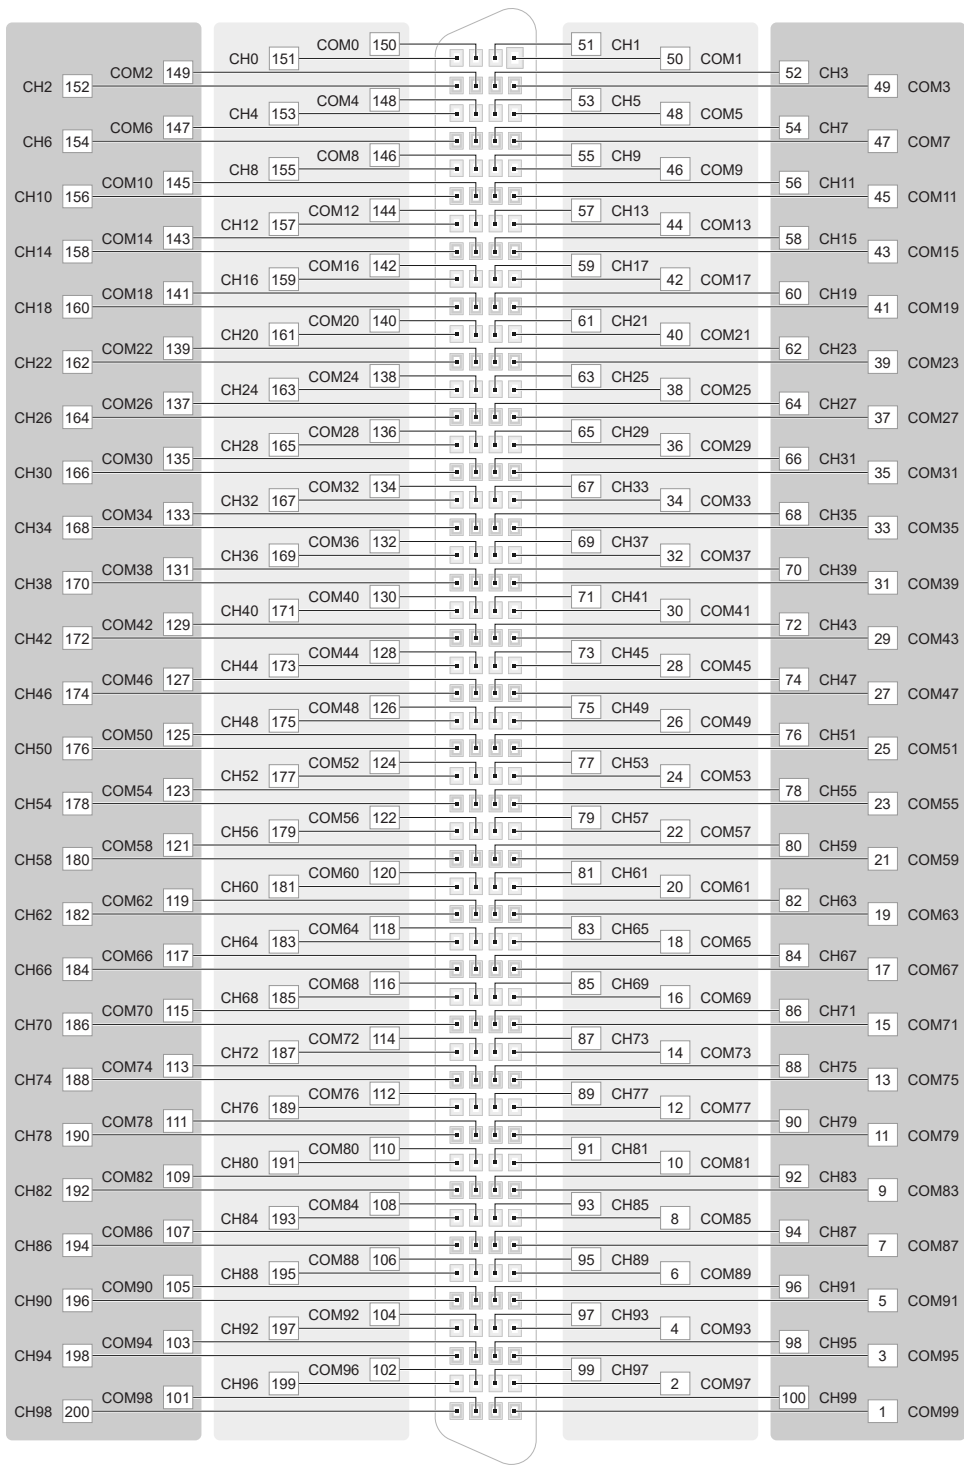 COM0 150 51 CH1
CH0 151 50 COM1
COM2 149 52 CH3
CH2 152 49 COM3
COM4 148 53 CH5
CH4 153 48 COM5
COM6 147 54 CH7
CH6 154 47 COM7
COM8 146 55 CH9
CH8 155 46 COM9
COM10 145 56 CH11
CH10 156 45 COM11
COM12 144 57 CH13
CH12 157 44 COM13
COM14 143 58 CH15
CH14 158 43 COM15
COM16 142 59 CH17
CH16 159 42 COM17
COM18 141 60 CH19
CH18 160 41 COM19
COM20 140 61 CH21
CH20 161 40 COM21
COM22 139 62 CH23
CH22 162 39 COM23
COM24 138 63 CH25
CH24 163 38 COM25
COM26 137 64 CH27
CH26 164 37 COM27
COM28 136 65 CH29
CH28 165 36 COM29
COM30 135 66 CH31
CH30 166 35 COM31
COM32 134 67 CH33
CH32 167 34 COM33
COM34 133 68 CH35
CH34 168 33 COM35
COM36 132 69 CH37
CH36 169 32 COM37
COM38 131 70 CH39
CH38 170 31 COM39
COM40 130 71 CH41
CH40 171 30 COM41
COM42 129 72 CH43
CH42 172 29 COM43
COM44 128 73 CH45
CH44 173 28 COM45
COM46 127 74 CH47
CH46 174 27 COM47
COM48 126 75 CH49
CH48 175 26 COM49
COM50 125 76 CH51
CH50 176 25 COM51
COM52 124 77 CH53
CH52 177 24 COM53
COM54 123 78 CH55
CH54 178 23 COM55
COM56 122 79 CH57
CH56 179 22 COM57
COM58 121 80 CH59
CH58 180 21 COM59
COM60 120 81 CH61
CH60 181 20 COM61
COM62 119 82 CH63
CH62 182 19 COM63
COM64 118 83 CH65
CH64 183 18 COM65
COM66 117 84 CH67
CH66 184 17 COM67
COM68 116 85 CH69
CH68 185 16 COM69
COM70 115 86 CH71
CH70 186 15 COM71
COM72 114 87 CH73
CH72 187 14 COM73
COM74 113 88 CH75
CH74 188 13 COM75
COM76 112 89 CH77
CH76 189 12 COM77
COM78 111 90 CH79
CH78 190 11 COM79
COM80 110 91 CH81
CH80 191 10 COM81
COM82 109 92 CH83
CH82 192 9 COM83
COM84 108 93 CH85
CH84 193 8 COM85
COM86 107 94 CH87
CH86 194 7 COM87
COM88 106 95 CH89
CH88 195 6 COM89
COM90 105 96 CH91
CH90 196 5 COM91
COM92 104 97 CH93
CH92 197 4 COM93
COM94 103 98 CH95
CH94 198 3 COM95
COM96 102 99 CH97
CH96 199 2 COM97
COM98 101 100 CH99
CH98 200 1 COM99